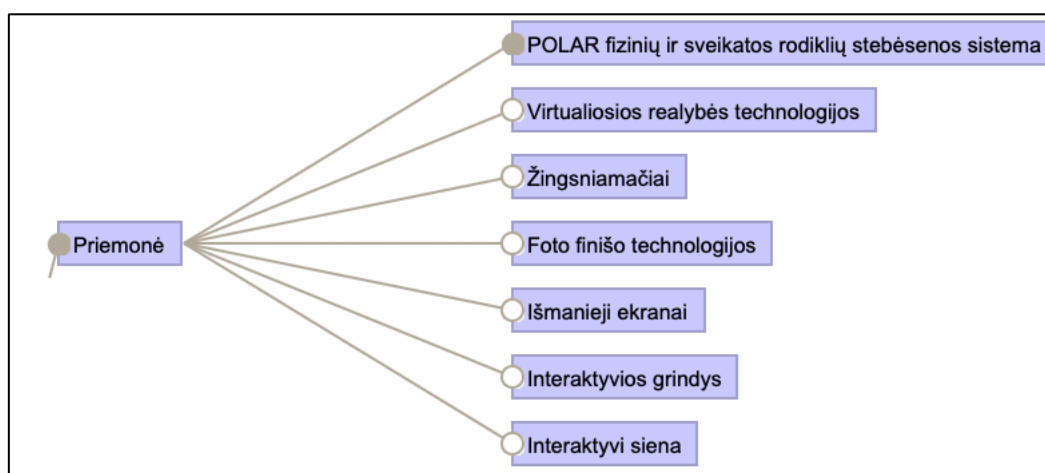 POLAR fizinių ir sveikatos rodiklių stebėsenos sistema
Virtualiosios realybės technologijos
Žingsniamačiai
Priemonė
Foto finišo technologijos
Išmanieji ekranai
Interaktyvios grindys
Interaktyvi siena